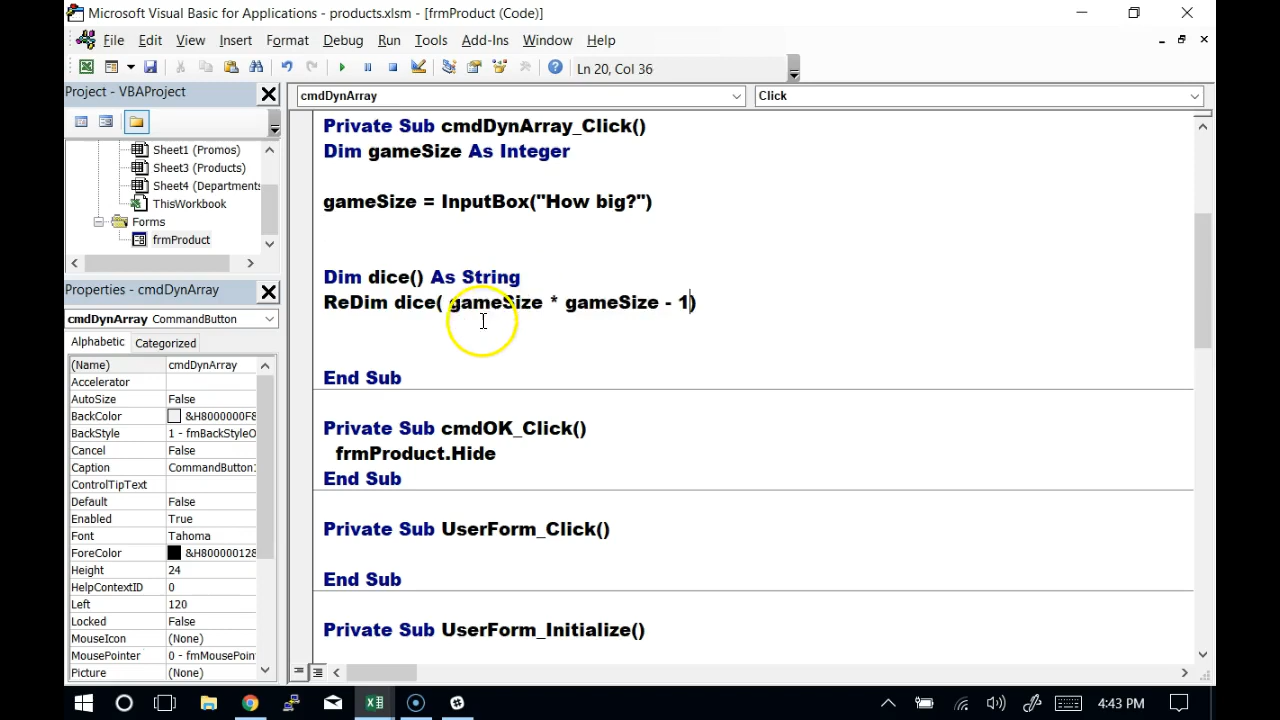 Microsoft Visual Basic for Applications - products.xlsm - [frmProduct (Code)]
File Edit View Insert Format Debug Run Tools Add-Ins Window Help
Ln 20, Col 36
Project - VBAProject
cmdDynArray Click
Sheet1 (Promos)
Sheet3 (Products)
Sheet4 (Departments
ThisWorkbook
Forms
frmProduct
Properties - cmdDynArray
cmdDynArray CommandButton
Alphabetic Categorized
(Name) cmdDynArray
Accelerator
AutoSize False
BackColor &H8000000F&
BackStyle 1 - fmBackStyleO
Cancel False
Caption CommandButton1
ControlTipText
Default False
Enabled True
Font Tahoma
ForeColor &H80000012&
Height 24
HelpContextID 0
Left 120
Locked False
MouseIcon (None)
MousePointer 0 - fmMousePoin
Picture (None)
Private Sub cmdDynArray_Click()
Dim gameSize As Integer
gameSize = InputBox("How big?")
Dim dice() As String
ReDim dice( gameSize * gameSize - 1)
End Sub
Private Sub cmdOK_Click()
frmProduct.Hide
End Sub
Private Sub UserForm_Click()
End Sub
Private Sub UserForm_Initialize()
4:43 PM